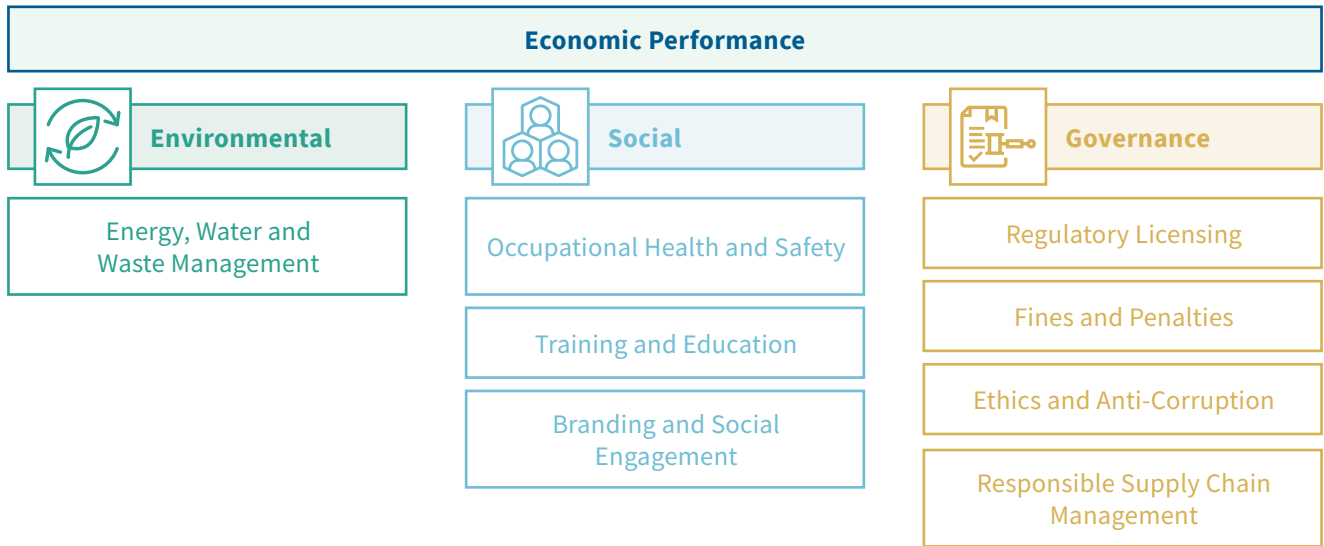 Economic Performance
Environmental
Energy, Water and
Waste Management
Social
Occupational Health and Safety
Training and Education
Branding and Social
Engagement
Governance
Regulatory Licensing
Fines and Penalties
Ethics and Anti-Corruption
Responsible Supply Chain
Management